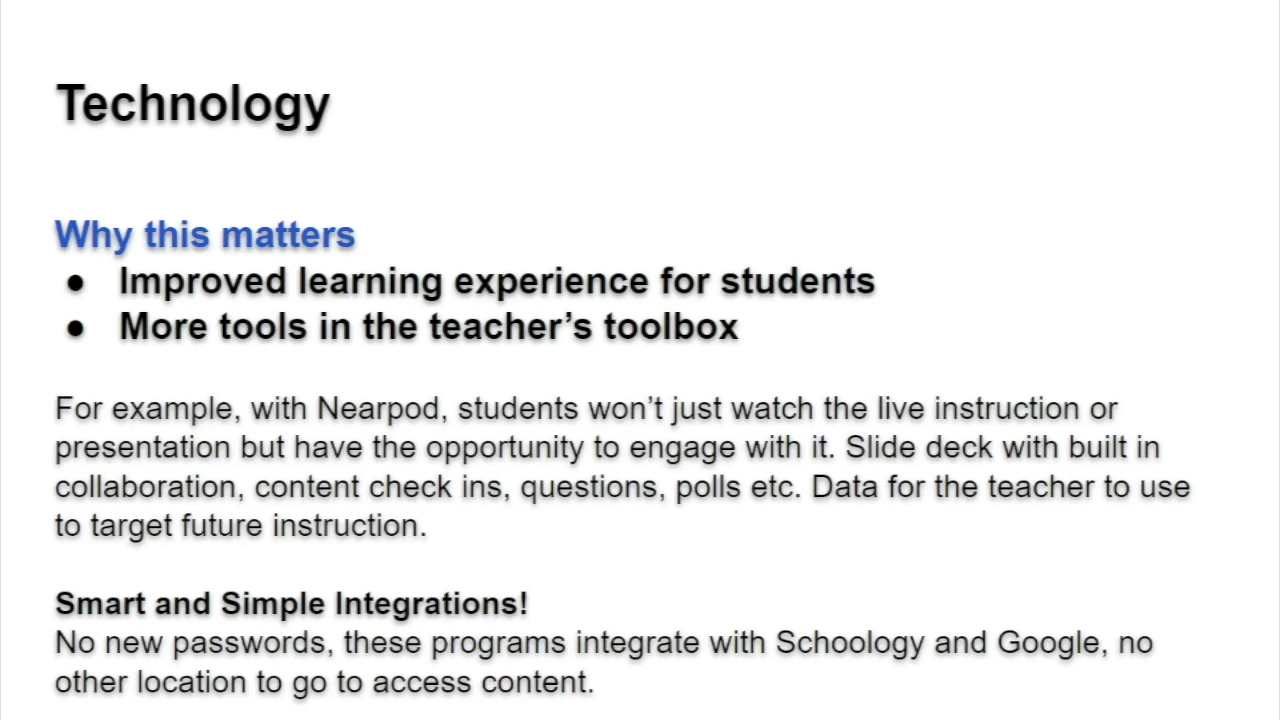 Technology
Why this matters
● Improved learning experience for students
● More tools in the teacher’s toolbox
For example, with Nearpod, students won’t just watch the live instruction or
presentation but have the opportunity to engage with it. Slide deck with built in
collaboration, content check ins, questions, polls etc. Data for the teacher to use
to target future instruction.
Smart and Simple Integrations!
No new passwords, these programs integrate with Schoology and Google, no
other location to go to access content.